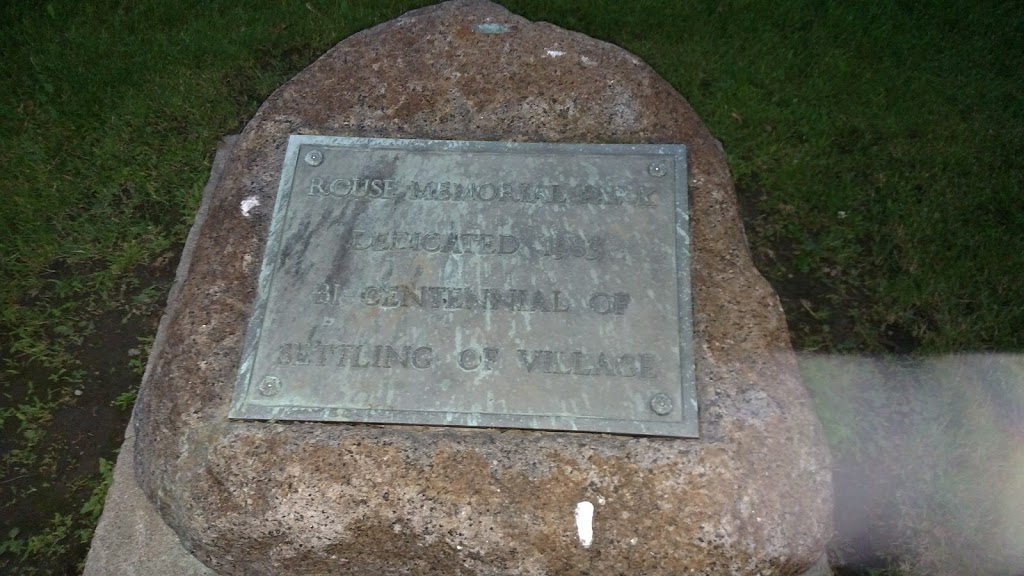 ROUSE MEMORIAL PARK
DEDICATED
BI CENTENNIAL OF
SETTLING OF VILLAGE